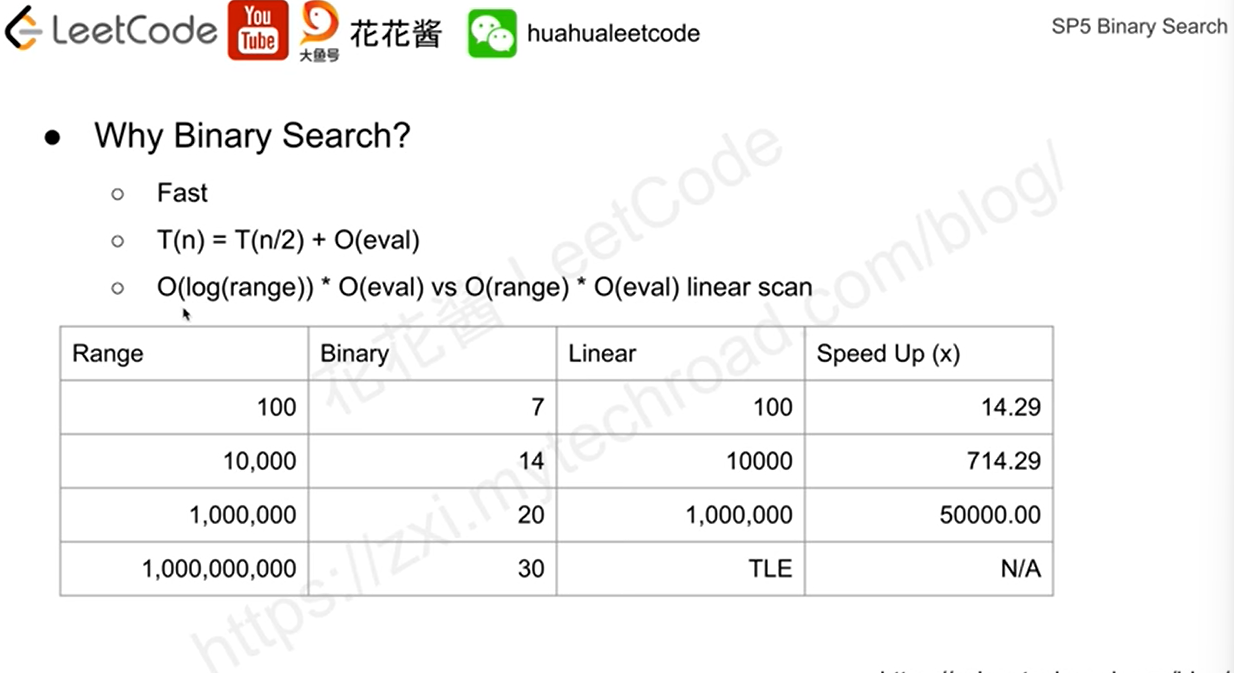 LeetCode You Tube 大鱼号 花花酱 huahualeetcode SP5 Binary Search
● Why Binary Search?
○ Fast
○ T(n) = T(n/2) + O(eval)
○ O(log(range)) * O(eval) vs O(range) * O(eval) linear scan
Range Binary Linear Speed Up (x)
100 7 100 14.29
10,000 14 10000 714.29
1,000,000 20 1,000,000 50000.00
1,000,000,000 30 TLE N/A
花花酱 LeetCode
https://zxi.mytechroad.com/blog/